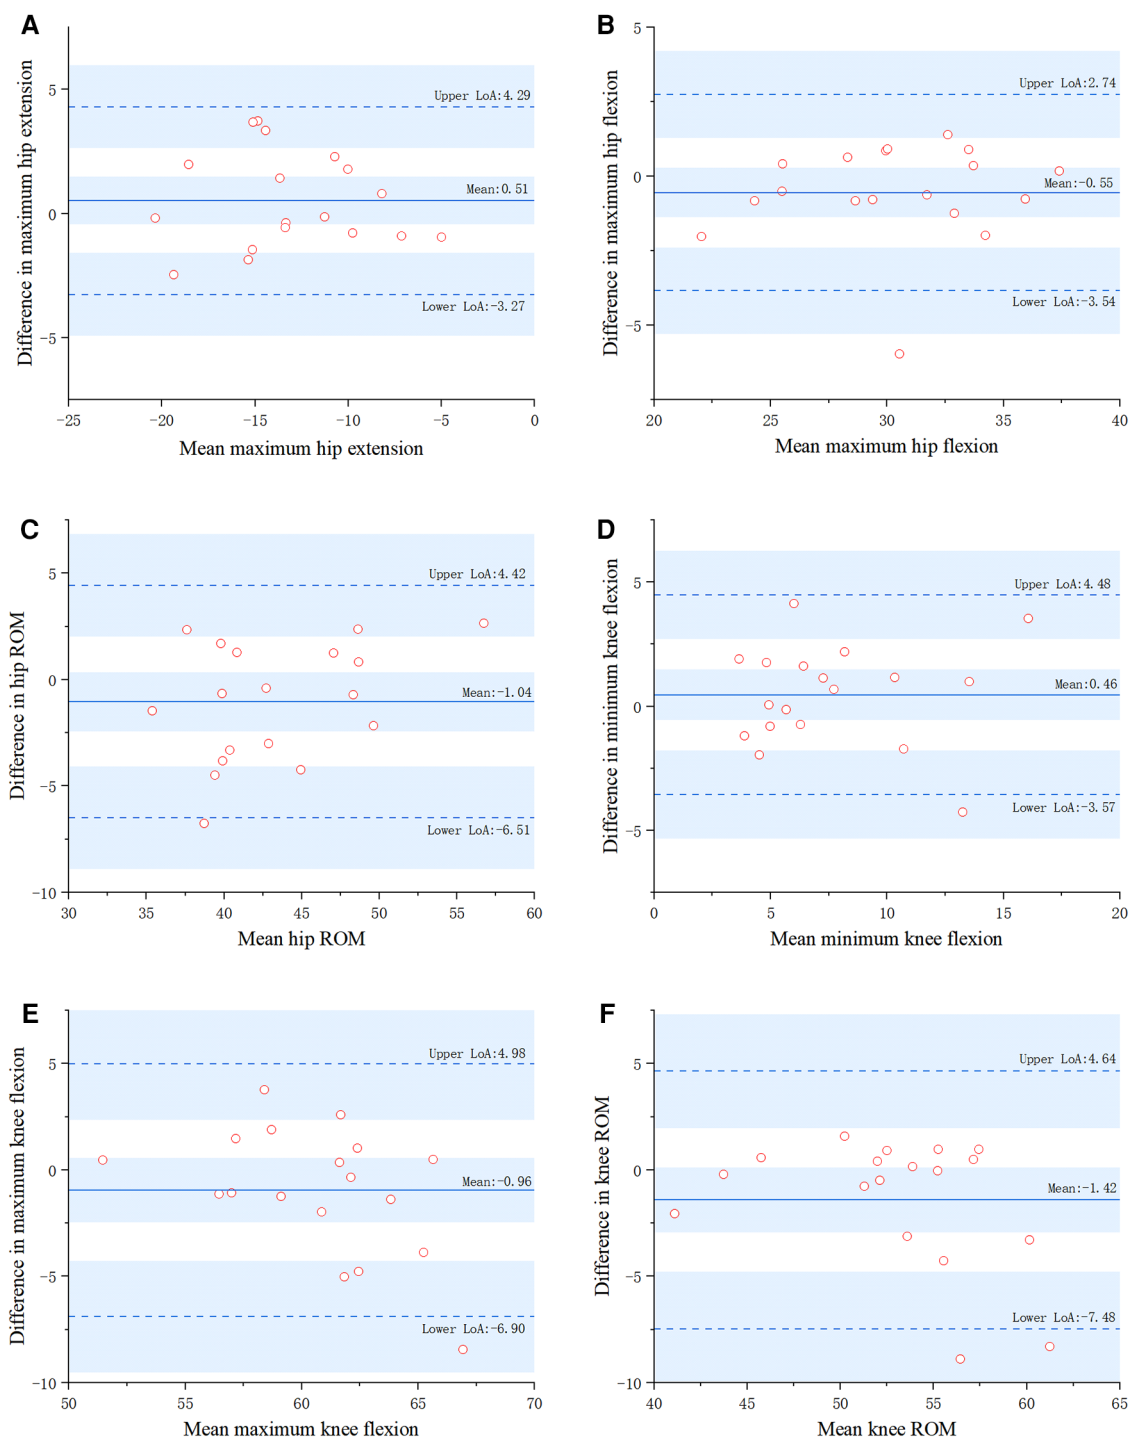 A
Difference in maximum hip extension
5
0
−5
Upper LoA:4.29
Mean:0.51
Lower LoA:−3.27
−25 −20 −15 −10 −5 0
Mean maximum hip extension
B
Difference in maximum hip flexion
5
0
−5
Upper LoA:2.74
Mean:−0.55
Lower LoA:−3.54
20 25 30 35 40
Mean maximum hip flexion
C
Difference in hip ROM
5
0
−5
−10
Upper LoA:4.42
Mean:−1.04
Lower LoA:−6.51
30 35 40 45 50 55 60
Mean hip ROM
D
Difference in minimum knee flexion
5
0
−5
Upper LoA:4.48
Mean:0.46
Lower LoA:−3.57
0 5 10 15 20
Mean minimum knee flexion
E
Difference in maximum knee flexion
5
0
−5
−10
Upper LoA:4.98
Mean:−0.96
Lower LoA:−6.90
50 55 60 65 70
Mean maximum knee flexion
F
Difference in knee ROM
5
0
−5
−10
Upper LoA:4.64
Mean:−1.42
Lower LoA:−7.48
40 45 50 55 60 65
Mean knee ROM